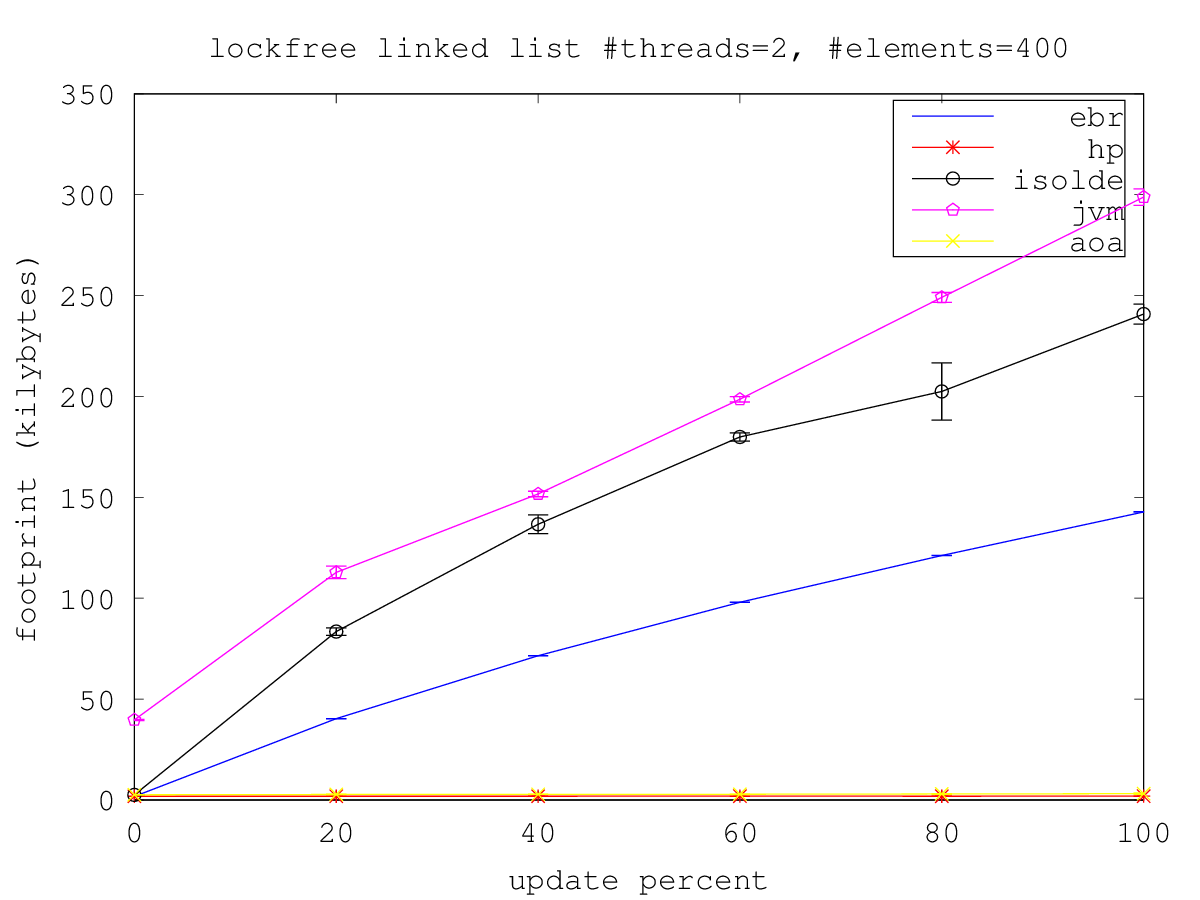 lockfree linked list #threads=2, #elements=400
footprint (kilybytes)
350
300
250
200
150
100
50
0
ebr
hp
isolde
jvm
aoa
0 20 40 60 80 100
update percent